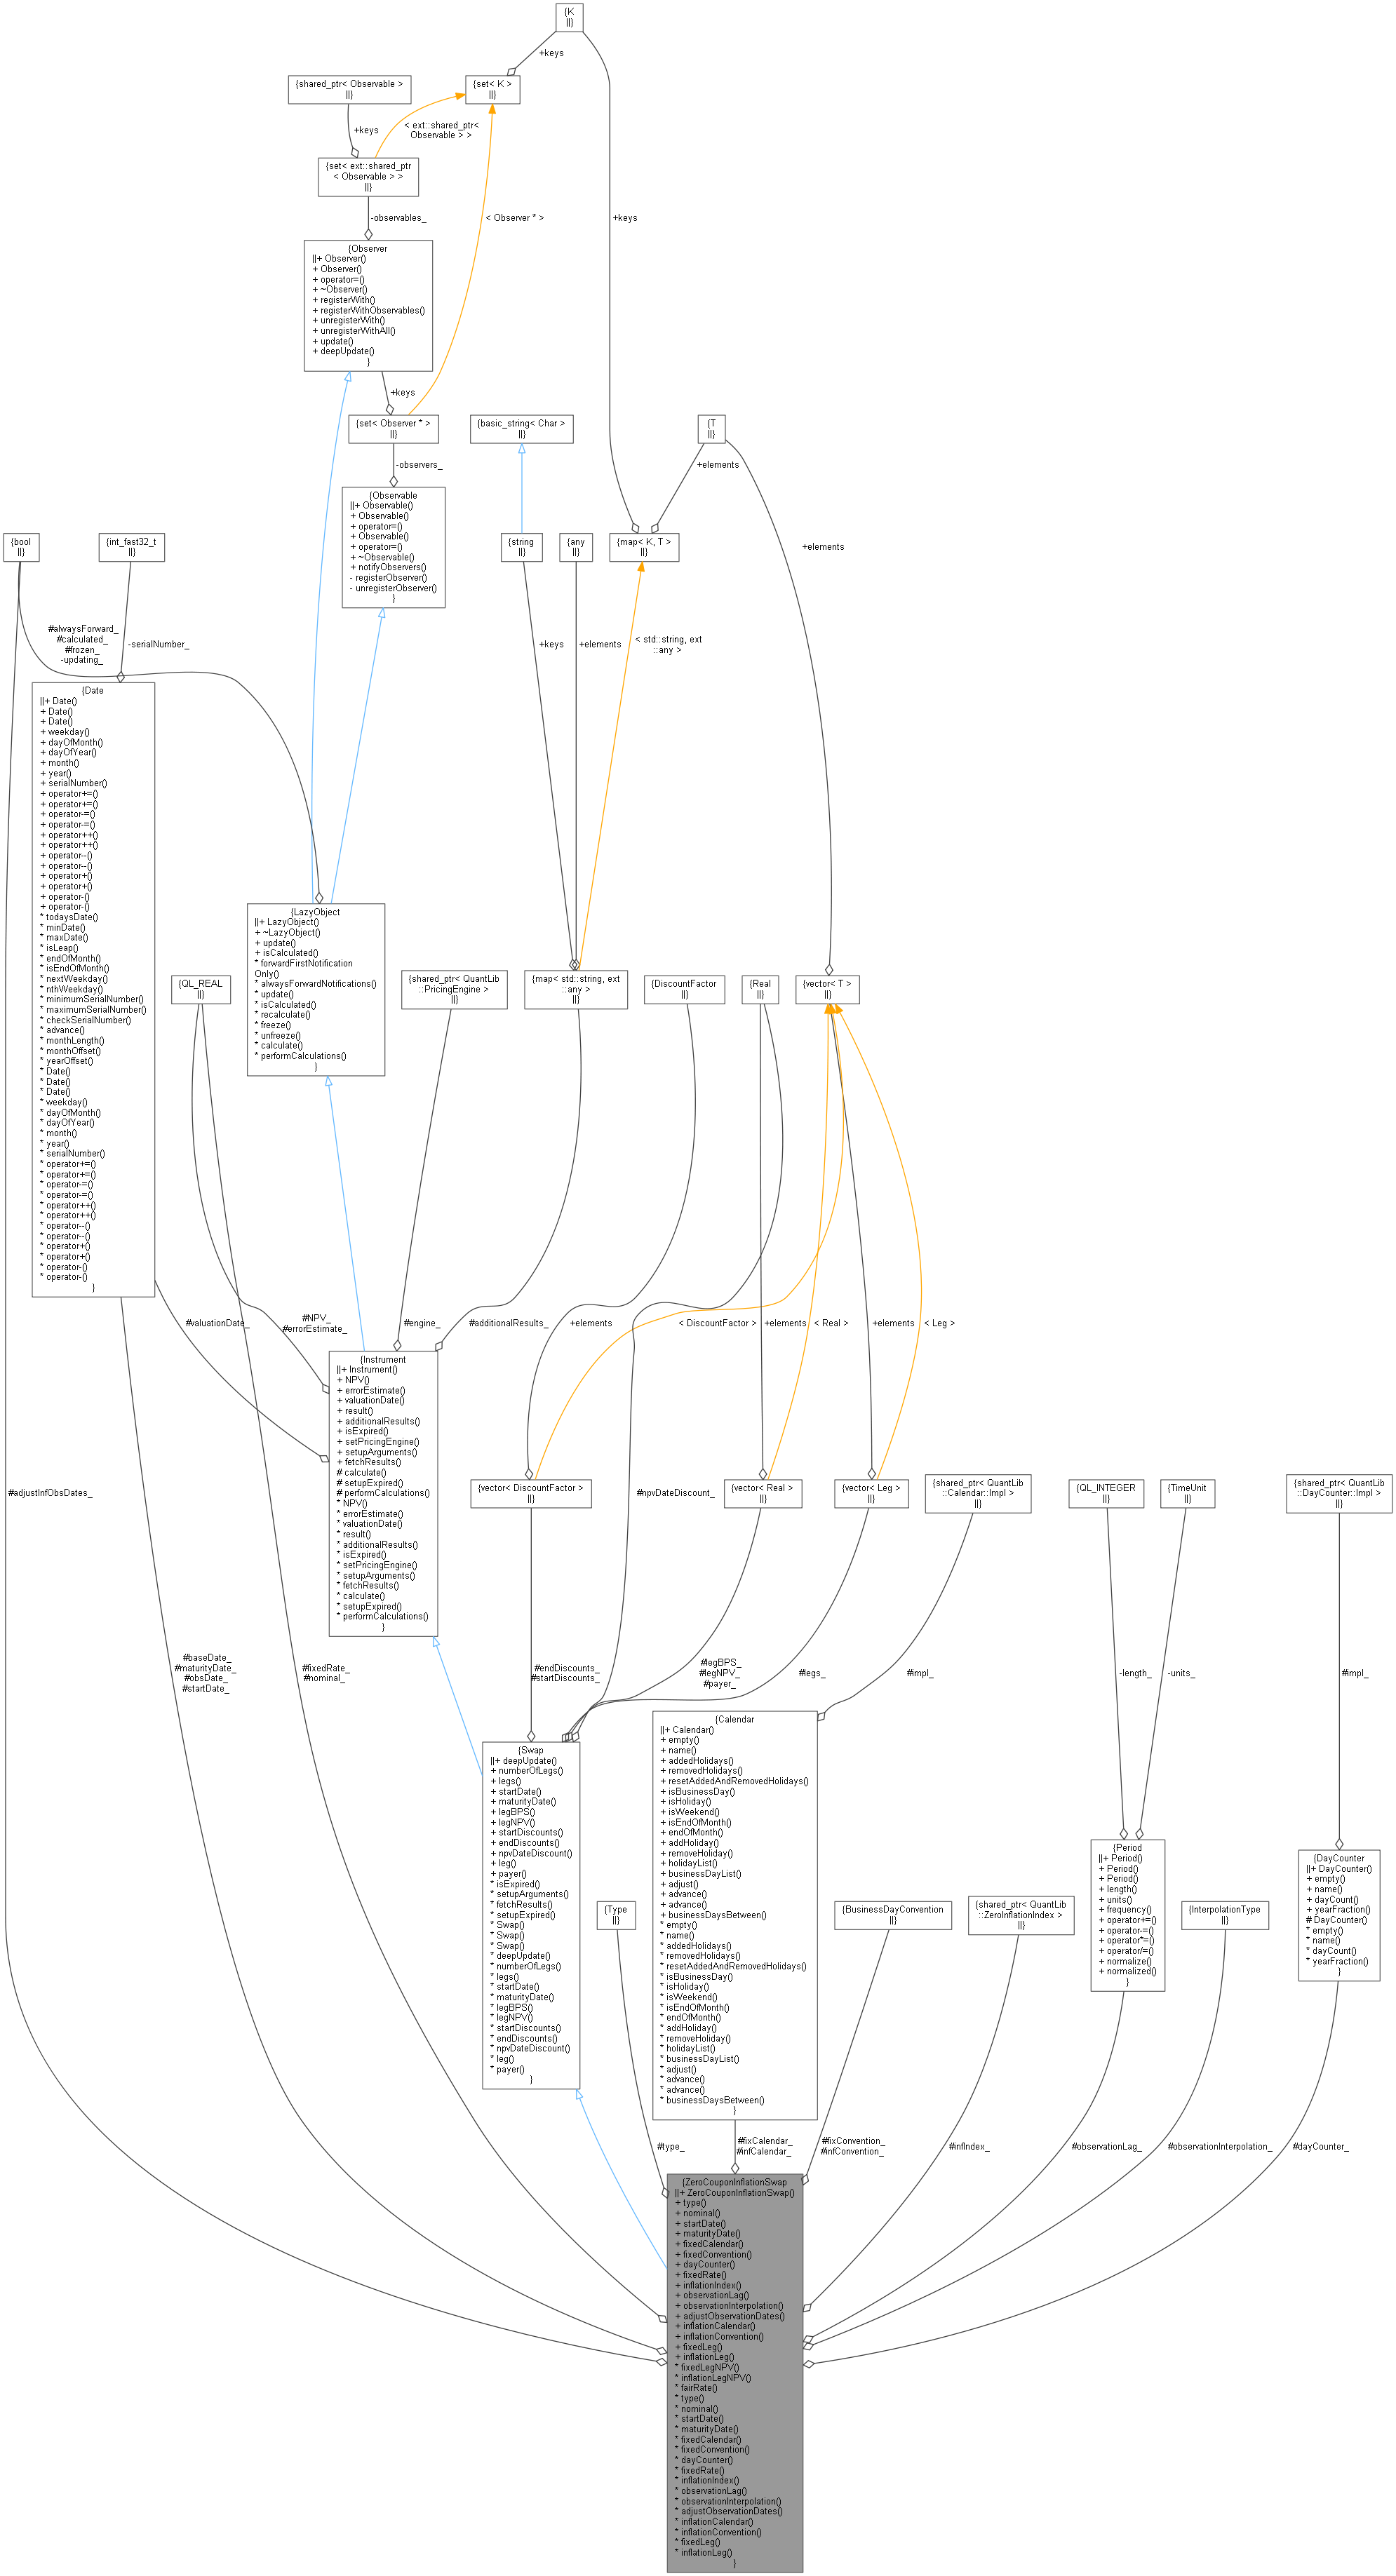 {K
||}
+keys
{shared_ptr< Observable >
||}
{set< K >
||}
+keys
< ext::shared_ptr<
Observable > >
{set< ext::shared_ptr
< Observable > >
||}
-observables_
< Observer * >
+keys
{Observer
||+ Observer()
+ Observer()
+ operator=()
+ ~Observer()
+ registerWith()
+ registerWithObservables()
+ unregisterWith()
+ unregisterWithAll()
+ update()
+ deepUpdate()
}
+keys
{set< Observer * >
||}
{basic_string< Char >
||}
{T
||}
-observers_
+elements
{Observable
||+ Observable()
+ Observable()
+ operator=()
+ Observable()
+ operator=()
+ ~Observable()
+ notifyObservers()
- registerObserver()
- unregisterObserver()
}
{bool
||}
{int_fast32_t
||}
{string
||}
{any
||}
{map< K, T >
||}
+elements
#alwaysForward_
#calculated_
#frozen_
-updating_
-serialNumber_
+keys
+elements
< std::string, ext
::any >
{Date
||+ Date()
+ Date()
+ Date()
+ weekday()
+ dayOfMonth()
+ dayOfYear()
+ month()
+ year()
+ serialNumber()
+ operator+=()
+ operator+=()
+ operator-=()
+ operator-=()
+ operator++()
+ operator++()
+ operator--()
+ operator--()
+ operator+()
+ operator+()
+ operator-()
+ operator-()
* todaysDate()
* minDate()
* maxDate()
* isLeap()
* endOfMonth()
* isEndOfMonth()
* nextWeekday()
* nthWeekday()
* minimumSerialNumber()
* maximumSerialNumber()
* checkSerialNumber()
* advance()
* monthLength()
* monthOffset()
* yearOffset()
* Date()
* Date()
* Date()
* weekday()
* dayOfMonth()
* dayOfYear()
* month()
* year()
* serialNumber()
* operator+=()
* operator+=()
* operator-=()
* operator-=()
* operator++()
* operator++()
* operator--()
* operator--()
* operator+()
* operator+()
* operator-()
* operator-()
}
{LazyObject
||+ LazyObject()
+ ~LazyObject()
+ update()
+ isCalculated()
* forwardFirstNotification
Only()
* alwaysForwardNotifications()
* update()
* isCalculated()
* recalculate()
* freeze()
* unfreeze()
* calculate()
* performCalculations()
}
{QL_REAL
||}
{shared_ptr< QuantLib
::PricingEngine >
||}
{map< std::string, ext
::any >
||}
{DiscountFactor
||}
{Real
||}
{vector< T >
||}
#valuationDate_
#NPV_
#errorEstimate_
#engine_
#additionalResults_
+elements
< DiscountFactor >
+elements
< Real >
+elements
< Leg >
{Instrument
||+ Instrument()
+ NPV()
+ errorEstimate()
+ valuationDate()
+ result()
+ additionalResults()
+ isExpired()
+ setPricingEngine()
+ setupArguments()
+ fetchResults()
# calculate()
# setupExpired()
# performCalculations()
* NPV()
* errorEstimate()
* valuationDate()
* result()
* additionalResults()
* isExpired()
* setPricingEngine()
* setupArguments()
* fetchResults()
* calculate()
* setupExpired()
* performCalculations()
}
#adjustInfObsDates_
{vector< DiscountFactor >
||}
#npvDateDiscount_
{vector< Real >
||}
{vector< Leg >
||}
{shared_ptr< QuantLib
::Calendar::Impl >
||}
{QL_INTEGER
||}
{TimeUnit
||}
{shared_ptr< QuantLib
::DayCounter::Impl >
||}
#baseDate_
#maturityDate_
#obsDate_
#startDate_
#fixedRate_
#nominal_
#endDiscounts_
#startDiscounts_
#legBPS_
#legNPV_
#payer_
#legs_
#impl_
-length_
-units_
#impl_
{Swap
||+ deepUpdate()
+ numberOfLegs()
+ legs()
+ startDate()
+ maturityDate()
+ legBPS()
+ legNPV()
+ startDiscounts()
+ endDiscounts()
+ npvDateDiscount()
+ leg()
+ payer()
* isExpired()
* setupArguments()
* fetchResults()
* setupExpired()
* Swap()
* Swap()
* Swap()
* deepUpdate()
* numberOfLegs()
* legs()
* startDate()
* maturityDate()
* legBPS()
* legNPV()
* startDiscounts()
* endDiscounts()
* npvDateDiscount()
* leg()
* payer()
}
{Calendar
||+ Calendar()
+ empty()
+ name()
+ addedHolidays()
+ removedHolidays()
+ resetAddedAndRemovedHolidays()
+ isBusinessDay()
+ isHoliday()
+ isWeekend()
+ isEndOfMonth()
+ endOfMonth()
+ addHoliday()
+ removeHoliday()
+ holidayList()
+ businessDayList()
+ adjust()
+ advance()
+ advance()
+ businessDaysBetween()
* empty()
* name()
* addedHolidays()
* removedHolidays()
* resetAddedAndRemovedHolidays()
* isBusinessDay()
* isHoliday()
* isWeekend()
* isEndOfMonth()
* endOfMonth()
* addHoliday()
* removeHoliday()
* holidayList()
* businessDayList()
* adjust()
* advance()
* advance()
* businessDaysBetween()
}
{Period
||+ Period()
+ Period()
+ Period()
+ length()
+ units()
+ frequency()
+ operator+=()
+ operator-=()
+ operator*=()
+ operator/=()
+ normalize()
+ normalized()
}
{DayCounter
||+ DayCounter()
+ empty()
+ name()
+ dayCount()
+ yearFraction()
# DayCounter()
* empty()
* name()
* dayCount()
* yearFraction()
}
{Type
||}
{BusinessDayConvention
||}
{shared_ptr< QuantLib
::ZeroInflationIndex >
||}
{InterpolationType
||}
#type_
#fixCalendar_
#infCalendar_
#fixConvention_
#infConvention_
#infIndex_
#observationLag_
#observationInterpolation_
#dayCounter_
{ZeroCouponInflationSwap
||+ ZeroCouponInflationSwap()
+ type()
+ nominal()
+ startDate()
+ maturityDate()
+ fixedCalendar()
+ fixedConvention()
+ dayCounter()
+ fixedRate()
+ inflationIndex()
+ observationLag()
+ observationInterpolation()
+ adjustObservationDates()
+ inflationCalendar()
+ inflationConvention()
+ fixedLeg()
+ inflationLeg()
* fixedLegNPV()
* inflationLegNPV()
* fairRate()
* type()
* nominal()
* startDate()
* maturityDate()
* fixedCalendar()
* fixedConvention()
* dayCounter()
* fixedRate()
* inflationIndex()
* observationLag()
* observationInterpolation()
* adjustObservationDates()
* inflationCalendar()
* inflationConvention()
* fixedLeg()
* inflationLeg()
}